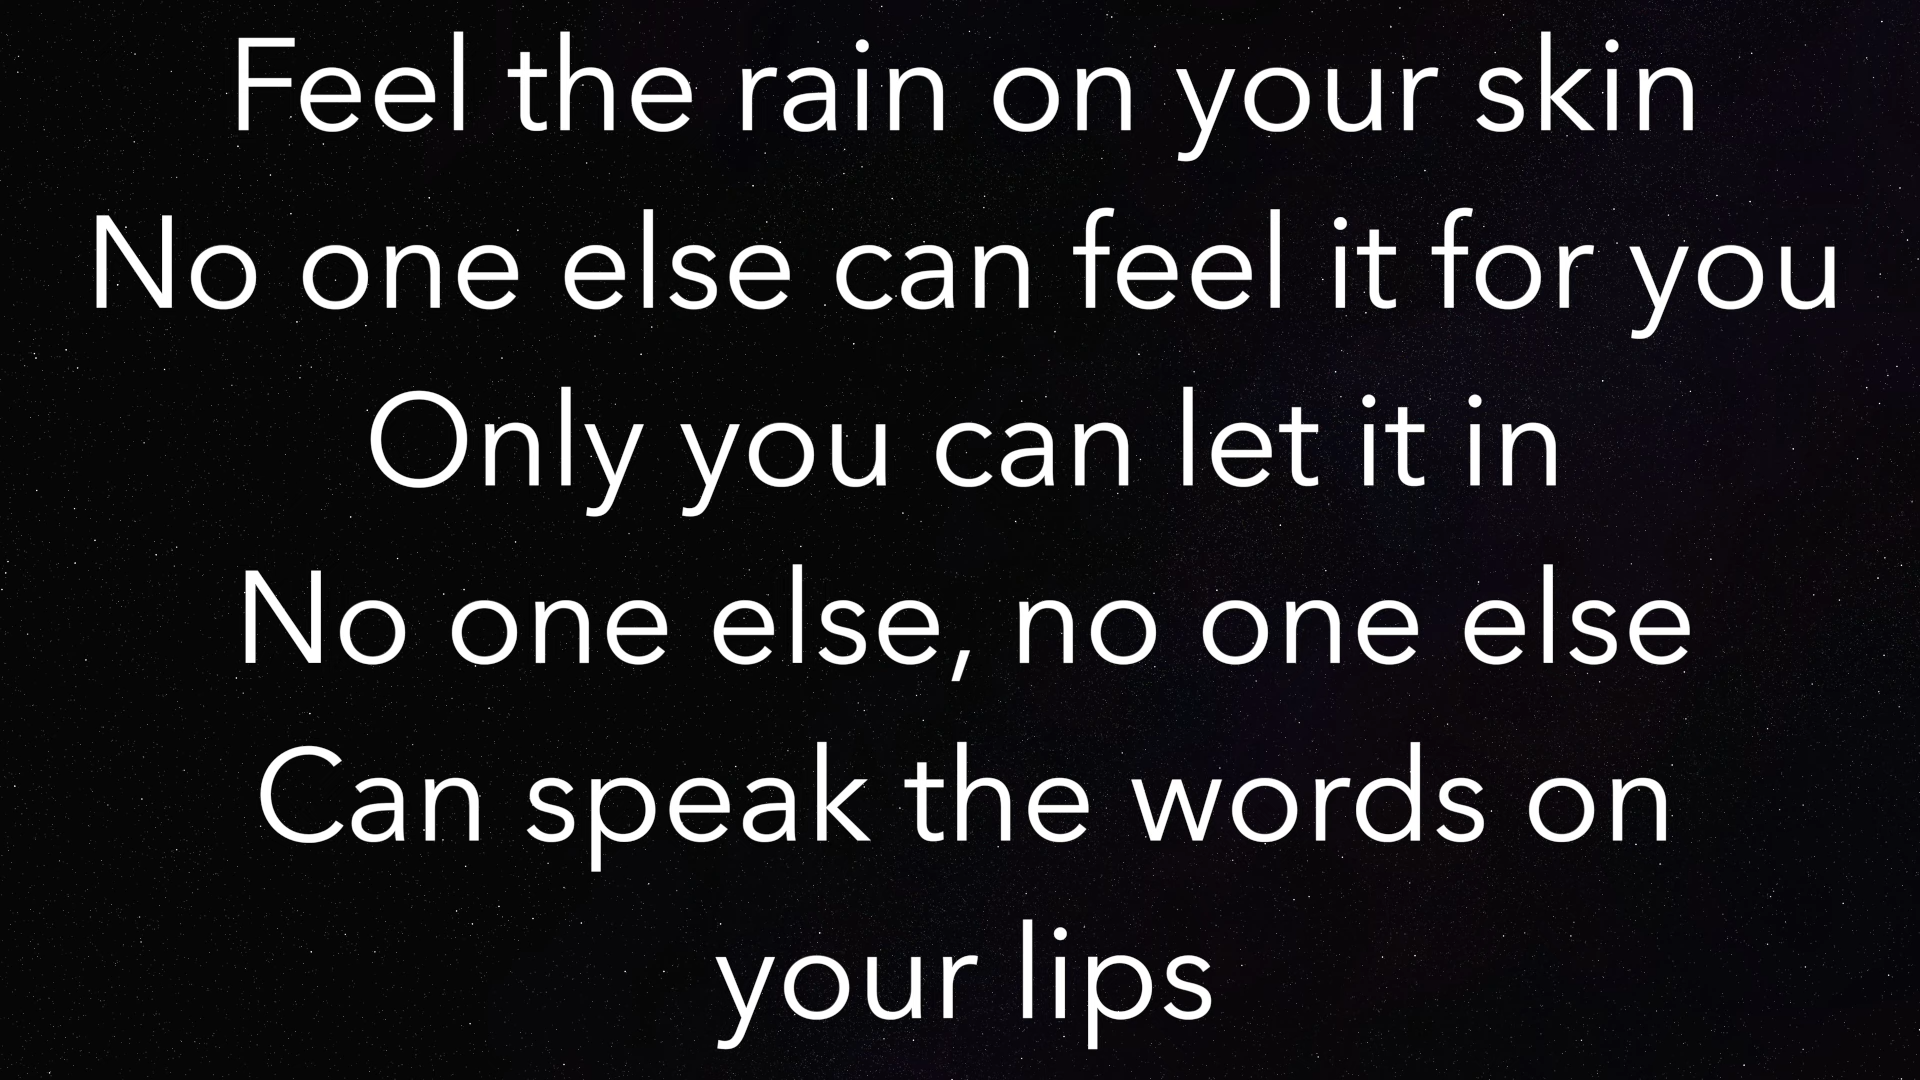 Feel the rain on your skin
No one else can feel it for you
Only you can let it in
No one else, no one else
Can speak the words on
your lips